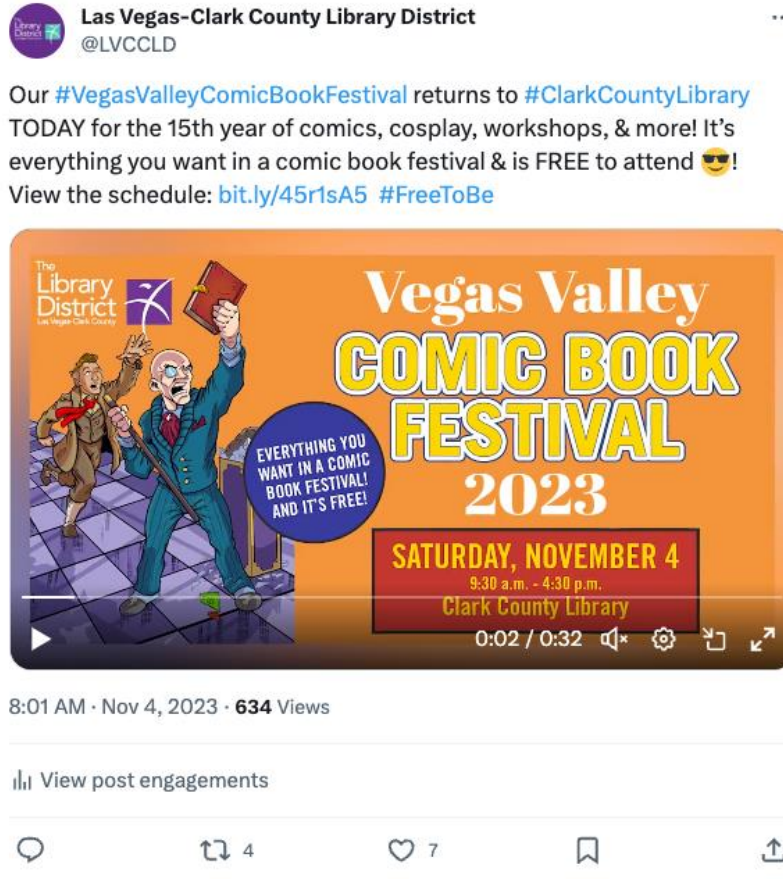 Las Vegas-Clark County Library District
@LVCCLD
Our #VegasValleyComicBookFestival returns to #ClarkCountyLibrary
TODAY for the 15th year of comics, cosplay, workshops, & more! It's
everything you want in a comic book festival & is FREE to attend 😎!
View the schedule: bit.ly/45r1sA5 #FreeToBe
The
Library
District
Las Vegas-Clark County
Vegas Valley
COMIC BOOK
FESTIVAL
2023
EVERYTHING YOU
WANT IN A COMIC
BOOK FESTIVAL!
AND IT'S FREE!
SATURDAY, NOVEMBER 4
9:30 a.m. - 4:30 p.m.
Clark County Library
0:02 / 0:32
8:01 AM · Nov 4, 2023 · 634 Views
View post engagements
4
7